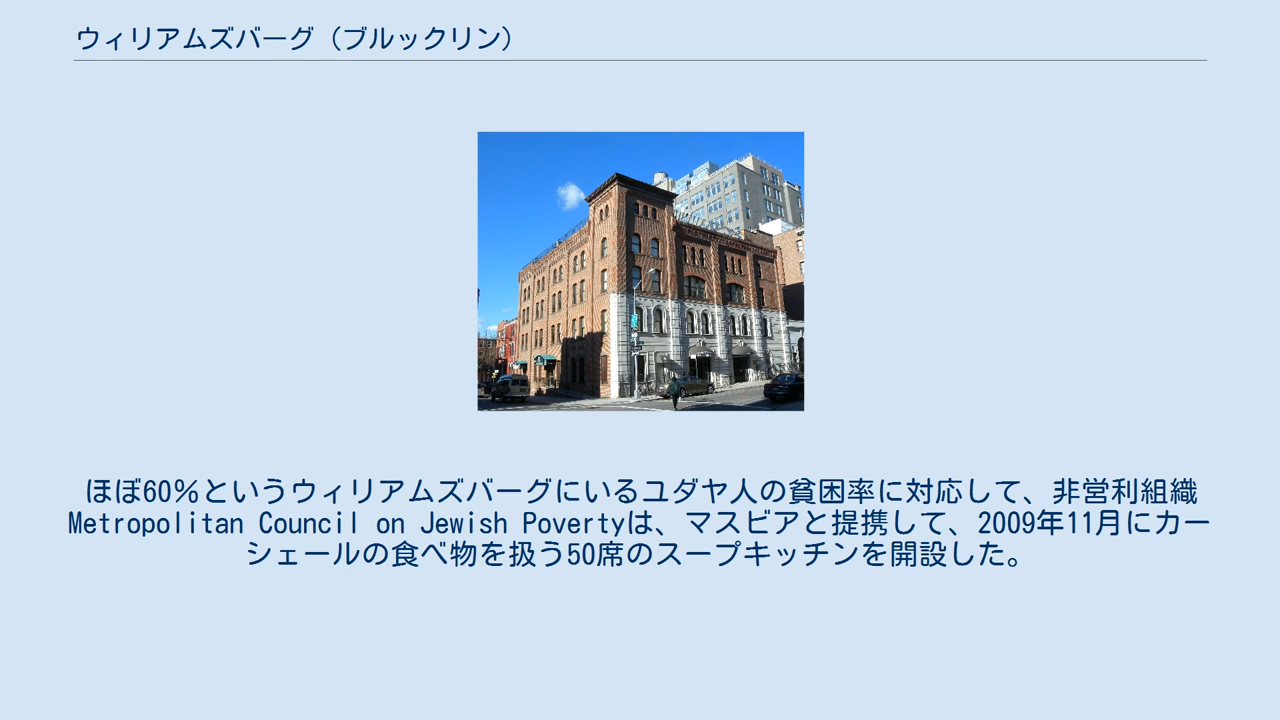 ウィリアムズバーグ（ブルックリン）
ほぼ60％というウィリアムズバーグにいるユダヤ人の貧困率に対応して、非営利組織
Metropolitan Council on Jewish Povertyは、マスビアと提携して、2009年11月にカー
シェールの食べ物を扱う50席のスープキッチンを開設した。